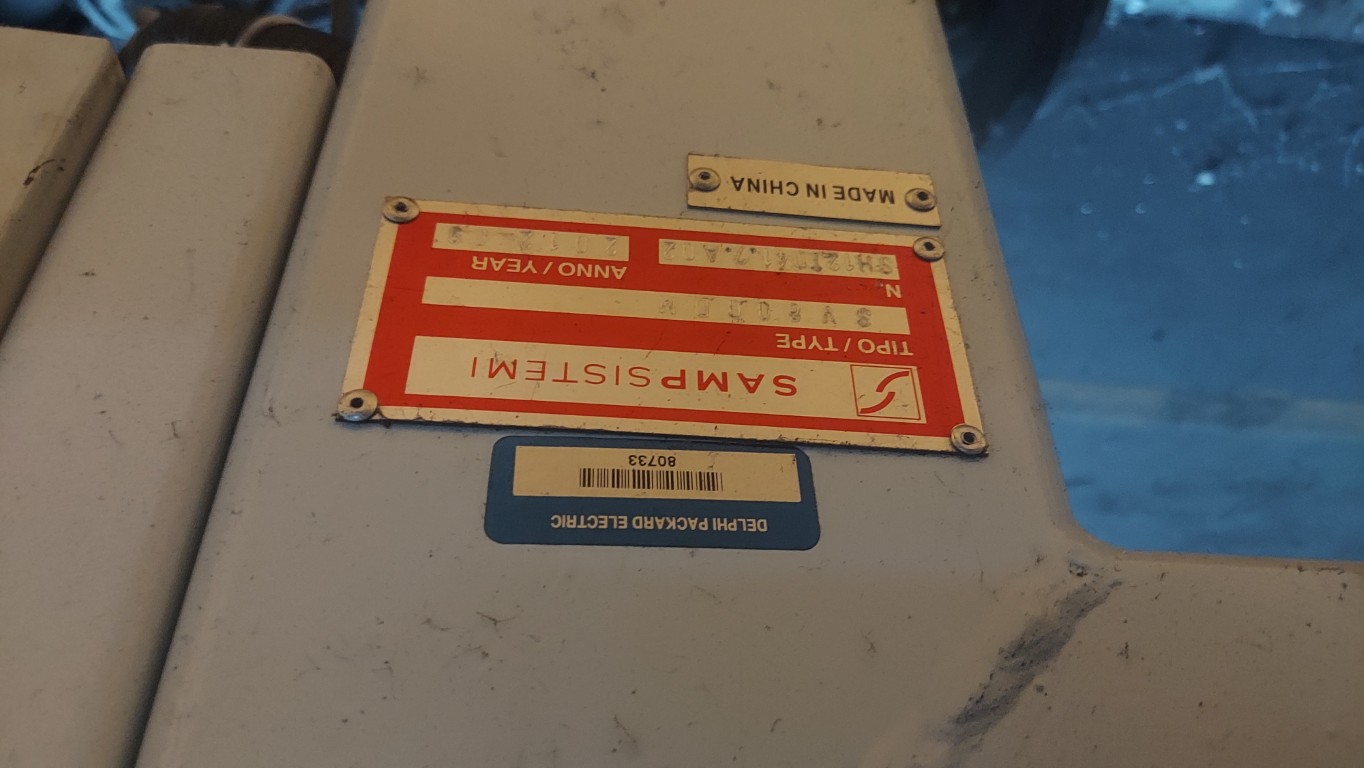 DELPHI PACKARD ELECTRIC
80733
SAMPSISTEMI
TIPO / TYPE
N. ANNO / YEAR
MADE IN CHINA